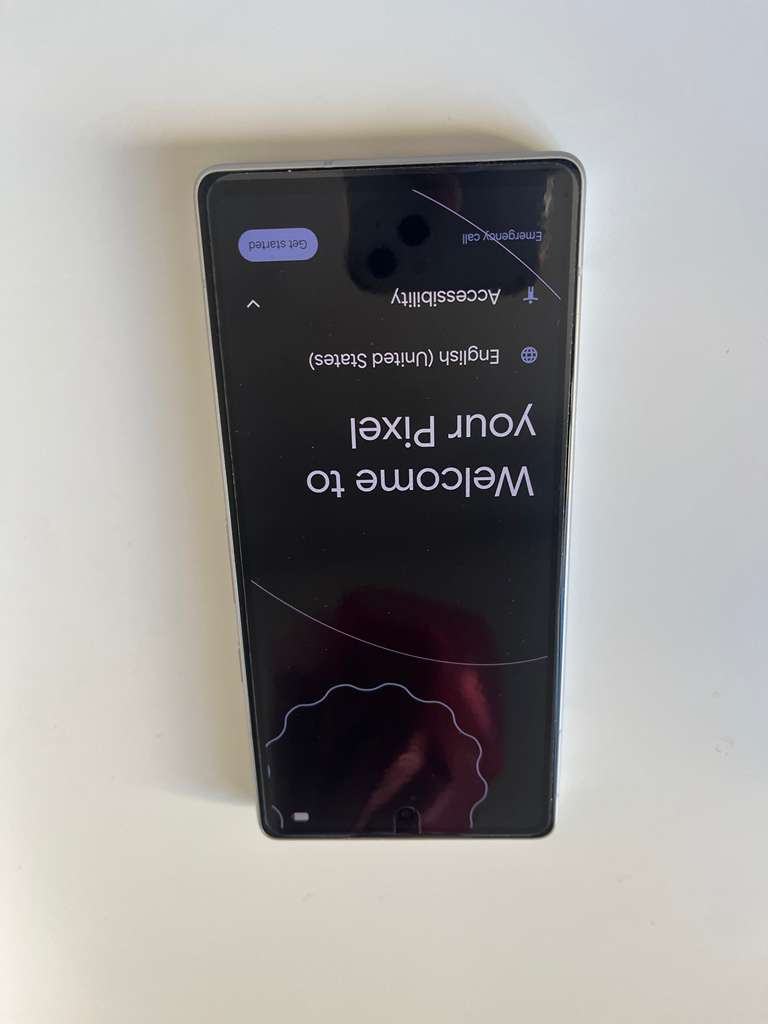 Welcome to
your Pixel
English (United States)
Accessibility
Emergency call
Get started